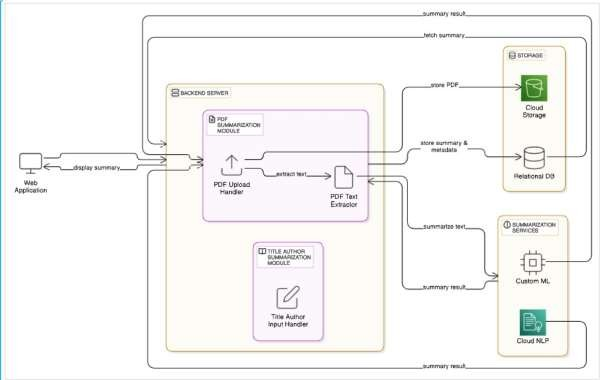 summary result
fetch summary
STORAGE
BACKEND SERVER
store PDF
Cloud
Storage
PDF
SUMMARIZATION
MODULE
store summary &
metadata
display summary
Web
Application
PDF Upload
Handler
extract text
PDF Text
Extractor
Relational DB
summarize text
SUMMARIZATION
SERVICES
TITLE AUTHOR
SUMMARIZATION
MODULE
Custom ML
summary result
Title Author
Input Handler
Cloud NLP
summary result